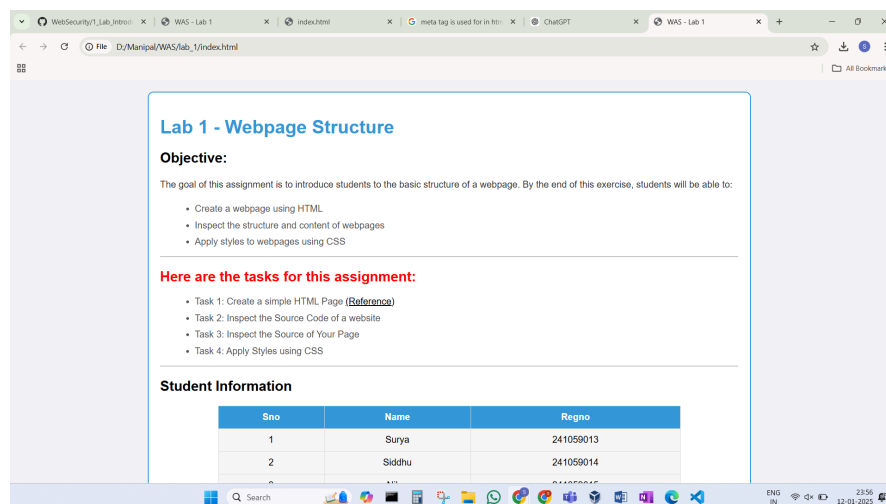 WebSecurity/1_Lab_Introd
WAS - Lab 1
index.html
meta tag is used for in htm
ChatGPT
WAS - Lab 1
File D:/Manipal/WAS/lab_1/index.html
All Bookmark
Lab 1 - Webpage Structure
Objective:
The goal of this assignment is to introduce students to the basic structure of a webpage. By the end of this exercise, students will be able to:
• Create a webpage using HTML
• Inspect the structure and content of webpages
• Apply styles to webpages using CSS
Here are the tasks for this assignment:
• Task 1: Create a simple HTML Page (Reference)
• Task 2: Inspect the Source Code of a website
• Task 3: Inspect the Source of Your Page
• Task 4: Apply Styles using CSS
Student Information
Sno Name Regno
1 Surya 241059013
2 Siddhu 241059014
Search
ENG 23:56
IN 12-01-2025